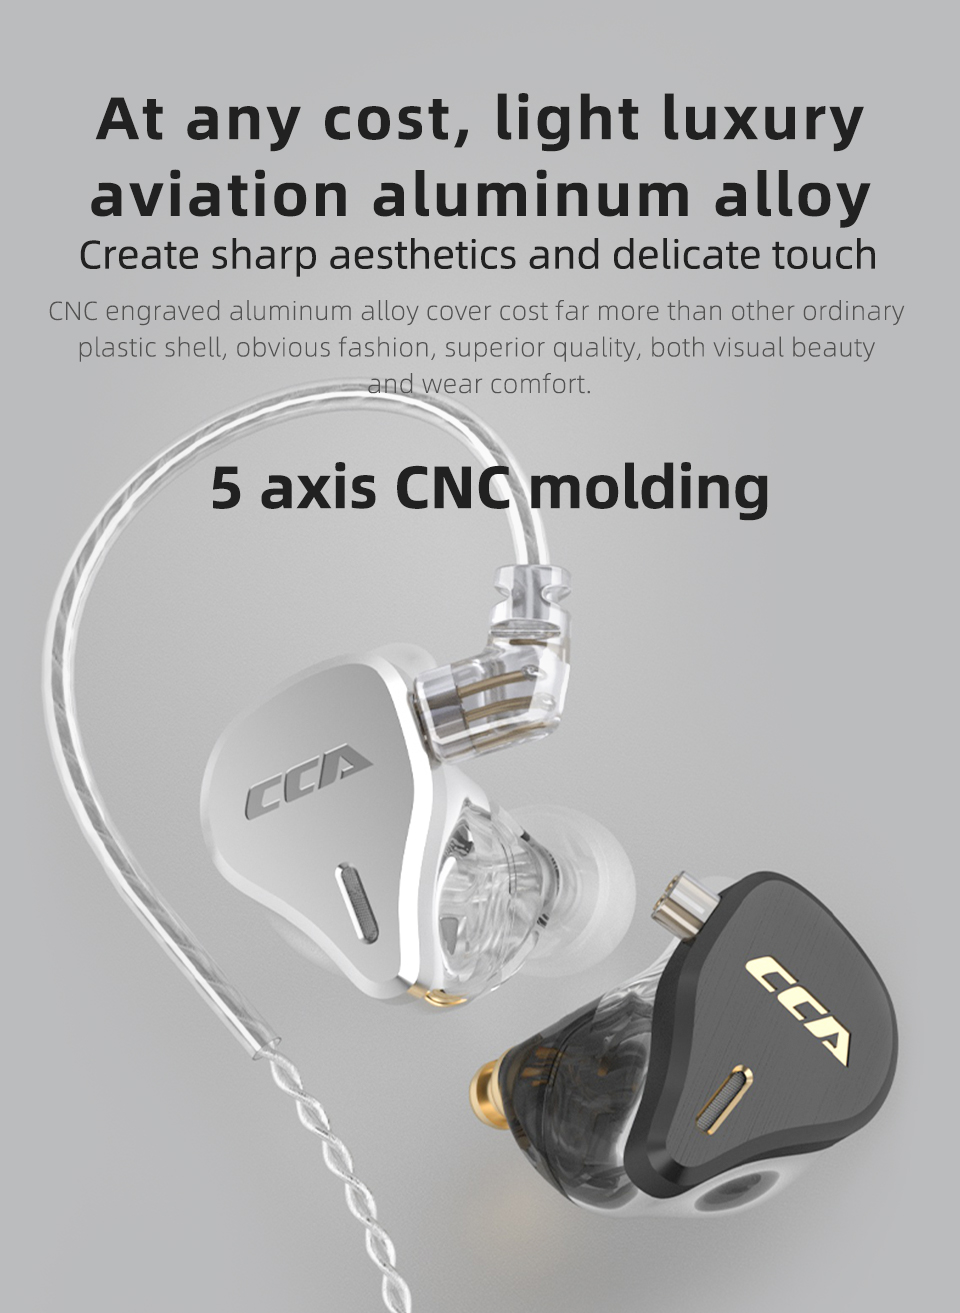 At any cost, light luxury
aviation aluminum alloy
Create sharp aesthetics and delicate touch
CNC engraved aluminum alloy cover cost far more than other ordinary
plastic shell, obvious fashion, superior quality, both visual beauty
and wear comfort.
5 axis CNC molding
CCA
CCA